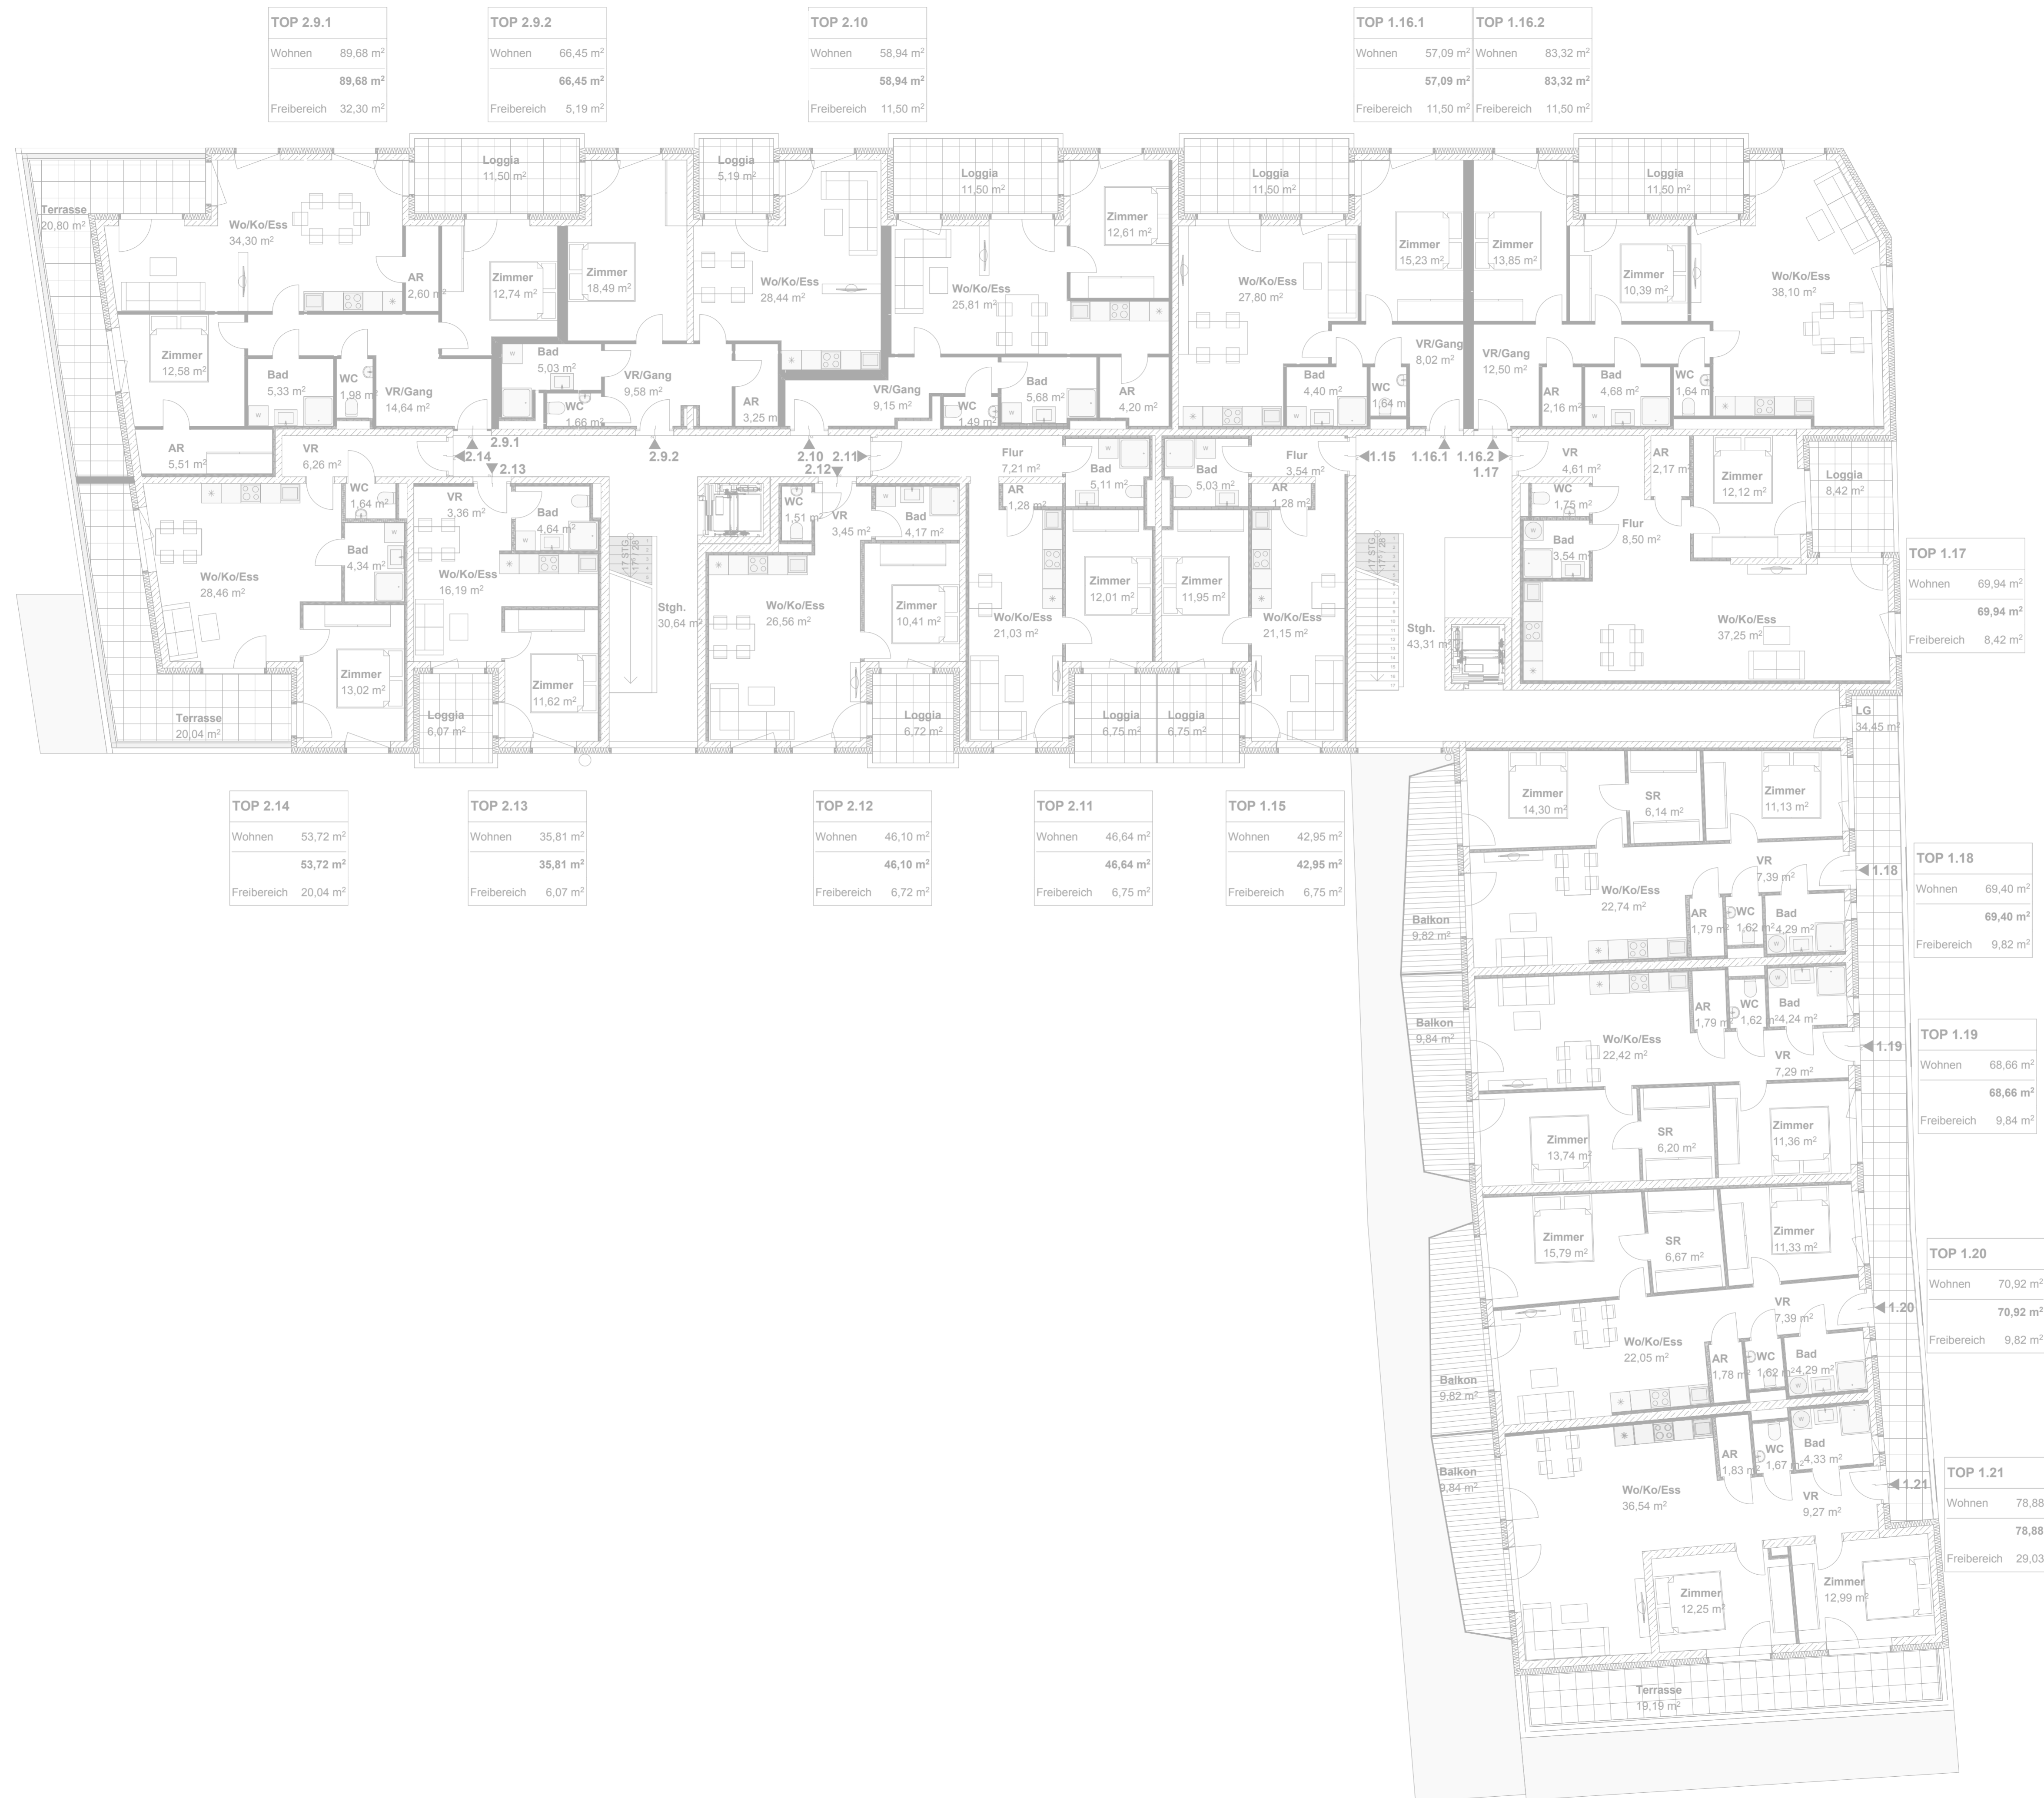 TOP 2.9.1
Wohnen 89,68 m²
89,68 m²
Freibereich 32,30 m²
TOP 2.9.2
Wohnen 66,45 m²
66,45 m²
Freibereich 5,19 m²
TOP 2.10
Wohnen 58,94 m²
58,94 m²
Freibereich 11,50 m²
TOP 1.16.1
Wohnen 57,09 m²
57,09 m²
Freibereich 11,50 m²
TOP 1.16.2
Wohnen 83,32 m²
83,32 m²
Freibereich 11,50 m²
Terrasse
20,80 m²
Wo/Ko/Ess
34,30 m²
Loggia
11,50 m²
AR
2,60 m²
Zimmer
12,74 m²
Zimmer
12,58 m²
Bad
5,33 m²
WC
1,98 m²
VR/Gang
14,64 m²
AR
5,51 m²
Zimmer
18,49 m²
Loggia
5,19 m²
Wo/Ko/Ess
28,44 m²
Bad
5,03 m²
WC
1,66 m²
VR/Gang
9,58 m²
AR
3,25 m
Loggia
11,50 m²
Wo/Ko/Ess
25,81 m²
Zimmer
12,61 m²
VR/Gang
9,15 m²
WC
1,49 m²
Bad
5,68 m²
AR
4,20 m²
Loggia
11,50 m²
Wo/Ko/Ess
27,80 m²
Zimmer
15,23 m²
Bad
4,40 m²
WC
1,64 m
VR/Gang
8,02 m²
Zimmer
13,85 m²
Loggia
11,50 m²
Zimmer
10,39 m²
Wo/Ko/Ess
38,10 m²
VR/Gang
12,50 m²
AR
2,16 m²
Bad
4,68 m²
WC
1,64 m
2.9.1
2.14
2.13
2.9.2
2.10
2.11
2.12
1.15
1.16.1
1.16.2
1.17
VR
6,26 m²
WC
1,64 m²
Bad
4,34 m²
Wo/Ko/Ess
28,46 m²
Zimmer
13,02 m²
Terrasse
20,04 m²
VR
3,36 m²
Bad
4,64 m²
Wo/Ko/Ess
16,19 m²
Zimmer
11,62 m²
Loggia
6,07 m²
17 STG.
Stgh.
30,64 m²
WC
1,51 m²
VR
3,45 m²
Bad
4,17 m²
Wo/Ko/Ess
26,56 m²
Zimmer
10,41 m²
Loggia
6,72 m²
Flur
7,21 m²
AR
1,28 m²
Bad
5,11 m²
Zimmer
12,01 m²
Wo/Ko/Ess
21,03 m²
Loggia
6,75 m²
Flur
3,54 m²
Bad
5,03 m²
AR
1,28 m²
Zimmer
11,95 m²
Wo/Ko/Ess
21,15 m²
Loggia
6,75 m²
17 STG.
Stgh.
43,31 m²
VR
4,61 m²
AR
2,17 m²
WC
1,75 m²
Flur
8,50 m²
Bad
3,54 m²
Zimmer
12,12 m²
Loggia
8,42 m²
Wo/Ko/Ess
37,25 m²
TOP 1.17
Wohnen 69,94 m²
69,94 m²
Freibereich 8,42 m²
LG
34,45 m²
TOP 2.14
Wohnen 53,72 m²
53,72 m²
Freibereich 20,04 m²
TOP 2.13
Wohnen 35,81 m²
35,81 m²
Freibereich 6,07 m²
TOP 2.12
Wohnen 46,10 m²
46,10 m²
Freibereich 6,72 m²
TOP 2.11
Wohnen 46,64 m²
46,64 m²
Freibereich 6,75 m²
TOP 1.15
Wohnen 42,95 m²
42,95 m²
Freibereich 6,75 m²
Zimmer
14,30 m²
SR
6,14 m²
Zimmer
11,13 m²
VR
7,39 m²
1.18
Wo/Ko/Ess
22,74 m²
AR
1,79 m²
WC
1,62 m²
Bad
4,29 m²
Balkon
9,82 m²
TOP 1.18
Wohnen 69,40 m²
69,40 m²
Freibereich 9,82 m²
Balkon
9,84 m²
Wo/Ko/Ess
22,42 m²
AR
1,79 m²
WC
1,62 m²
Bad
4,24 m²
VR
7,29 m²
1.19
Zimmer
13,74 m²
SR
6,20 m²
Zimmer
11,36 m²
TOP 1.19
Wohnen 68,66 m²
68,66 m²
Freibereich 9,84 m²
Zimmer
15,79 m²
SR
6,67 m²
Zimmer
11,33 m²
VR
7,39 m²
1.20
Wo/Ko/Ess
22,05 m²
AR
1,78 m²
WC
1,62 m²
Bad
4,29 m²
Balkon
9,82 m²
TOP 1.20
Wohnen 70,92 m²
70,92 m²
Freibereich 9,82 m²
Balkon
9,84 m²
Wo/Ko/Ess
36,54 m²
AR
1,83 m²
WC
1,67 m²
Bad
4,33 m²
VR
9,27 m²
1.21
Zimmer
12,25 m²
Zimmer
12,99 m²
Terrasse
19,19 m²
TOP 1.21
Wohnen 78,88
78,88
Freibereich 29,03